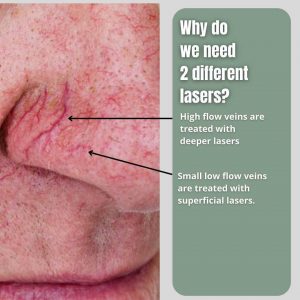 Why do
we need
2 different
lasers?
High flow veins are
treated with
deeper lasers
Small low flow veins
are treated with
superficial lasers.